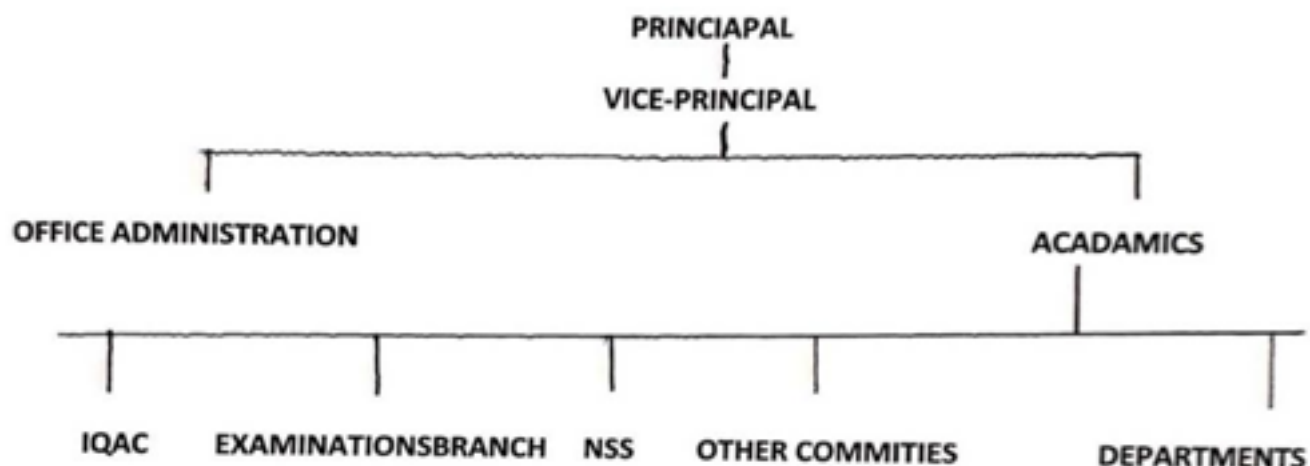 PRINCIAPAL
VICE-PRINCIPAL
OFFICE ADMINISTRATION
ACADAMICS
IQAC EXAMINATIONSBRANCH NSS OTHER COMMITIES DEPARTMENTS